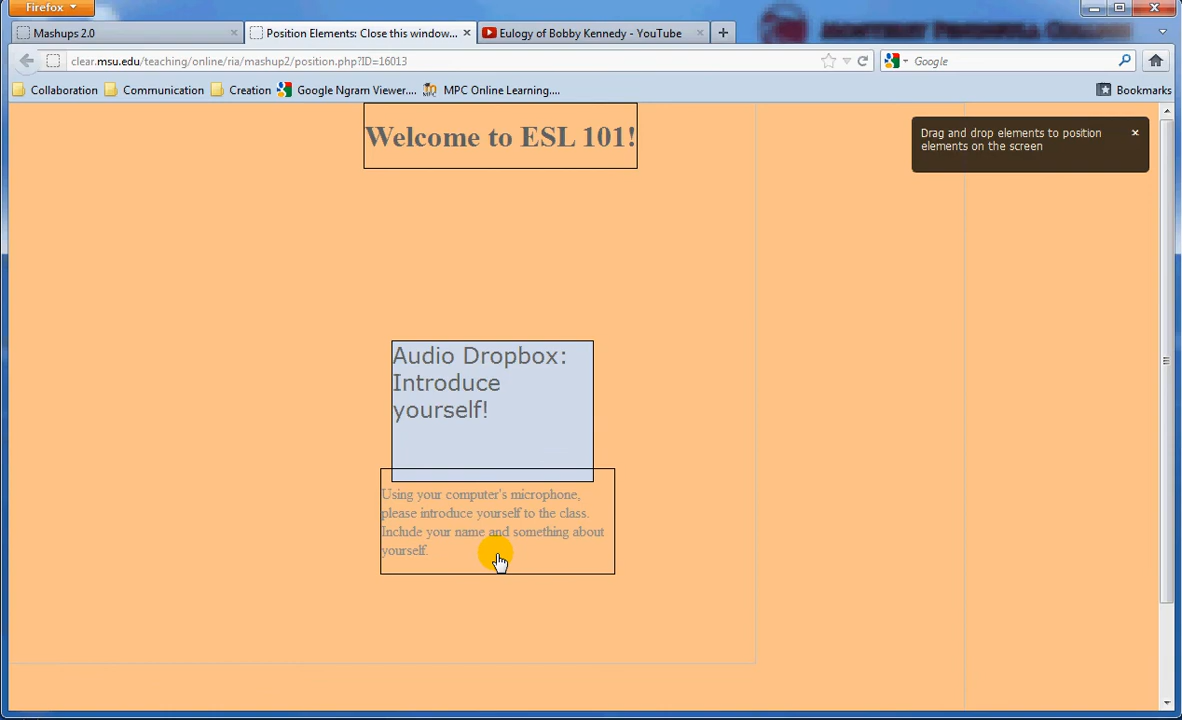 Firefox
Mashups 2.0
Position Elements: Close this window...
Eulogy of Bobby Kennedy - YouTube
clear.msu.edu/teaching/online/ria/mashup2/position.php?ID=16013
Google
Collaboration
Communication
Creation
Google Ngram Viewer....
MPC
MPC Online Learning....
Bookmarks
Welcome to ESL 101!
Drag and drop elements to position
elements on the screen
Audio Dropbox:
Introduce
yourself!
Using your computer's microphone,
please introduce yourself to the class.
Include your name and something about
yourself.